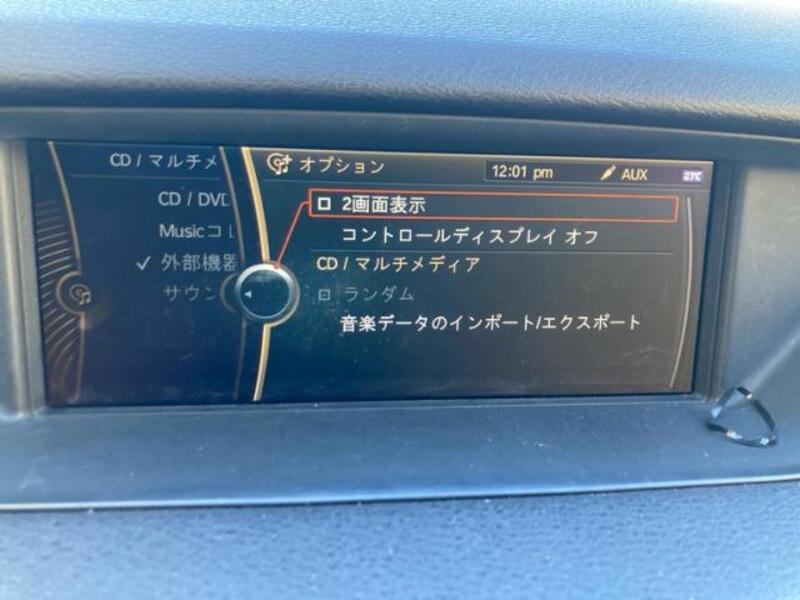 CD / マルチメ
オプション
12:01 pm
AUX
ETC
CD / DVD
2画面表示
Musicコレ
コントロールディスプレイ オフ
✓ 外部機器
CD / マルチメディア
サウン
ランダム
音楽データのインポート/エクスポート